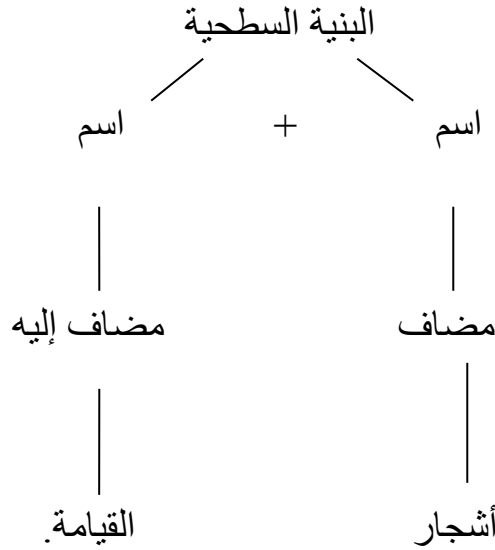 البنية السطحية
اسم + اسم
مضاف مضاف إليه
أشجار القيامة.